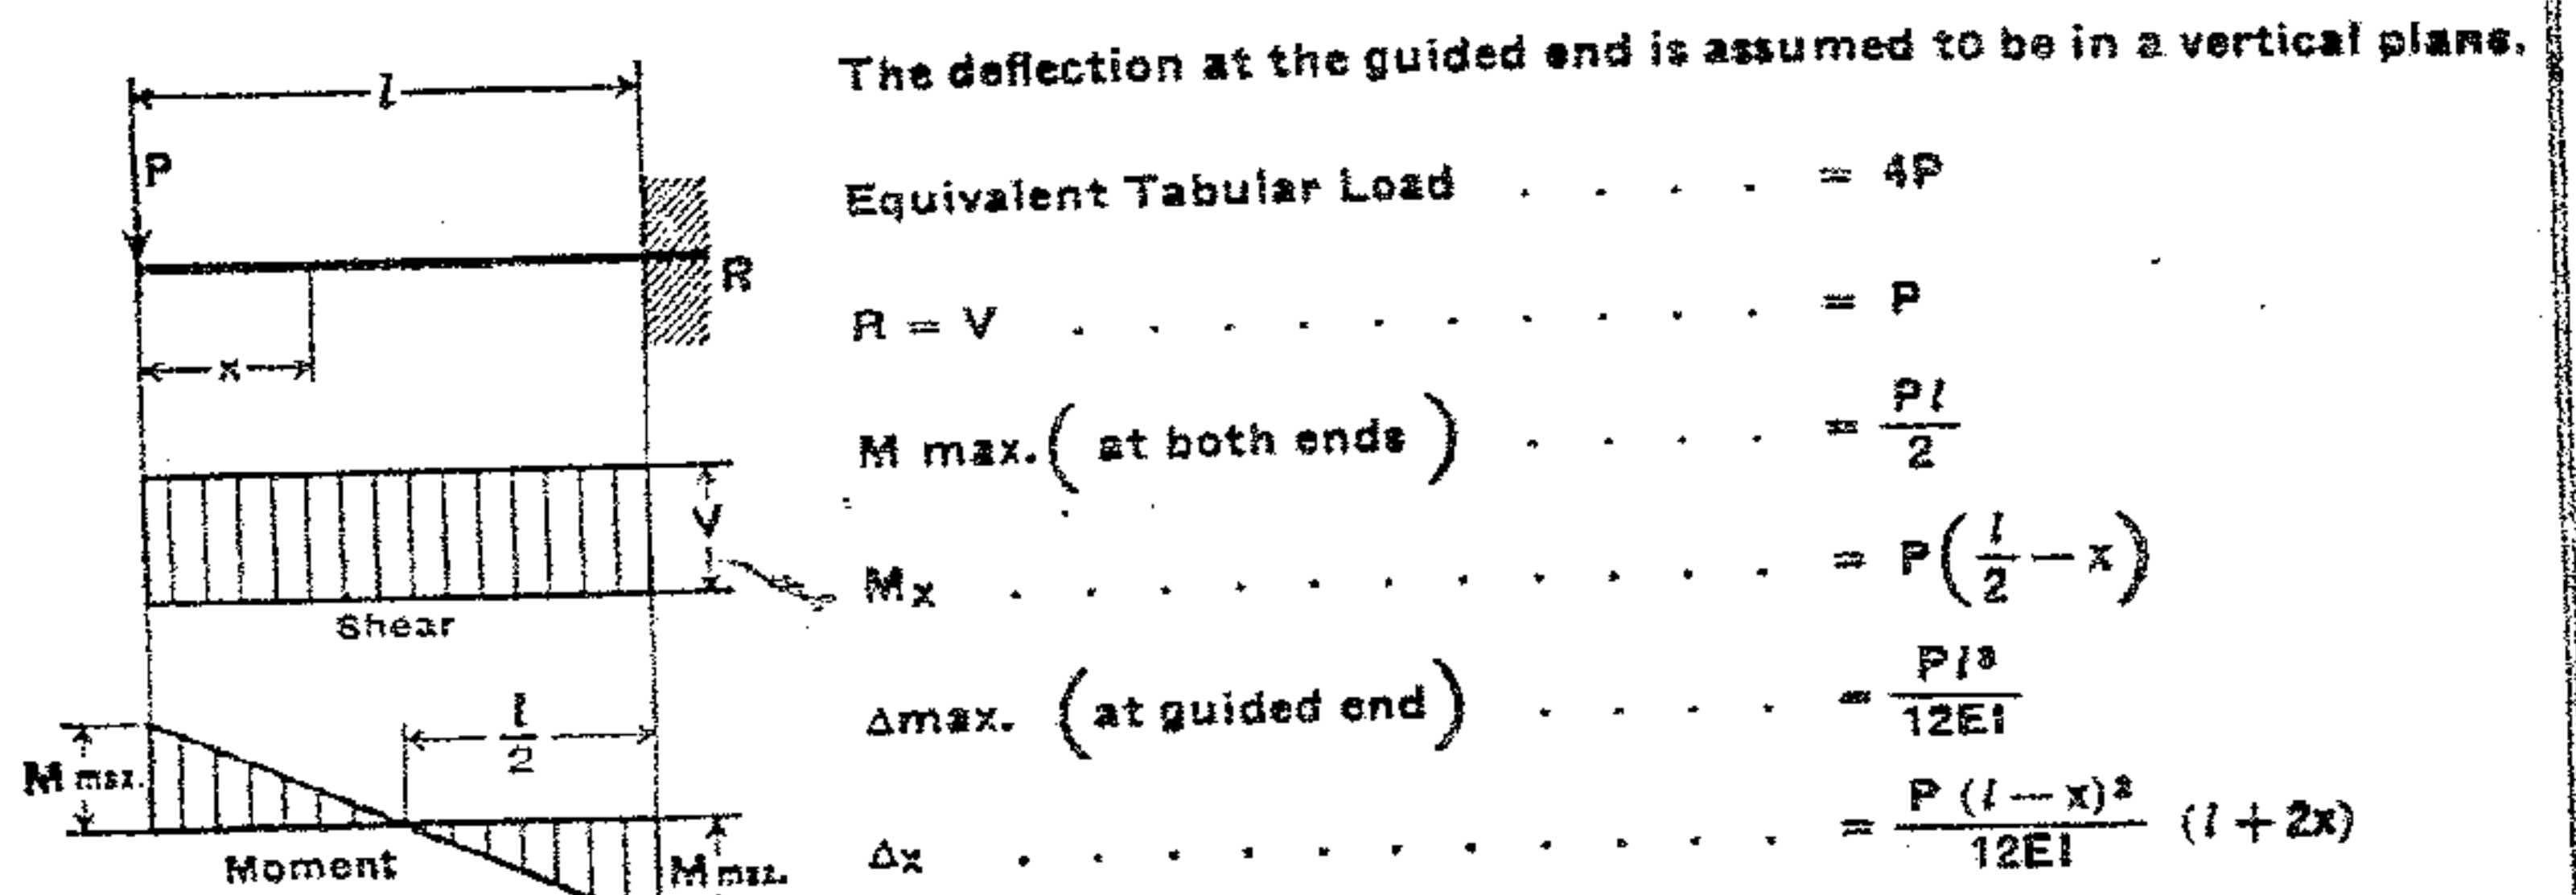 The deflection at the guided end is assumed to be in a vertical plane.
l
P
R
x
V
Shear
l/2
M max.
Moment
M max.
Equivalent Tabular Load . . . . = 4P
R = V . . . . . . . . . . = P
M max. ( at both ends ) . . . . = Pl/2
Mx . . . . . . . . . . . = P(l/2 − x)
Δmax. (at guided end) . . . . = Pl³/12EI
Δx . . . . . . . . . . . = P (l − x)²/12EI (l + 2x)